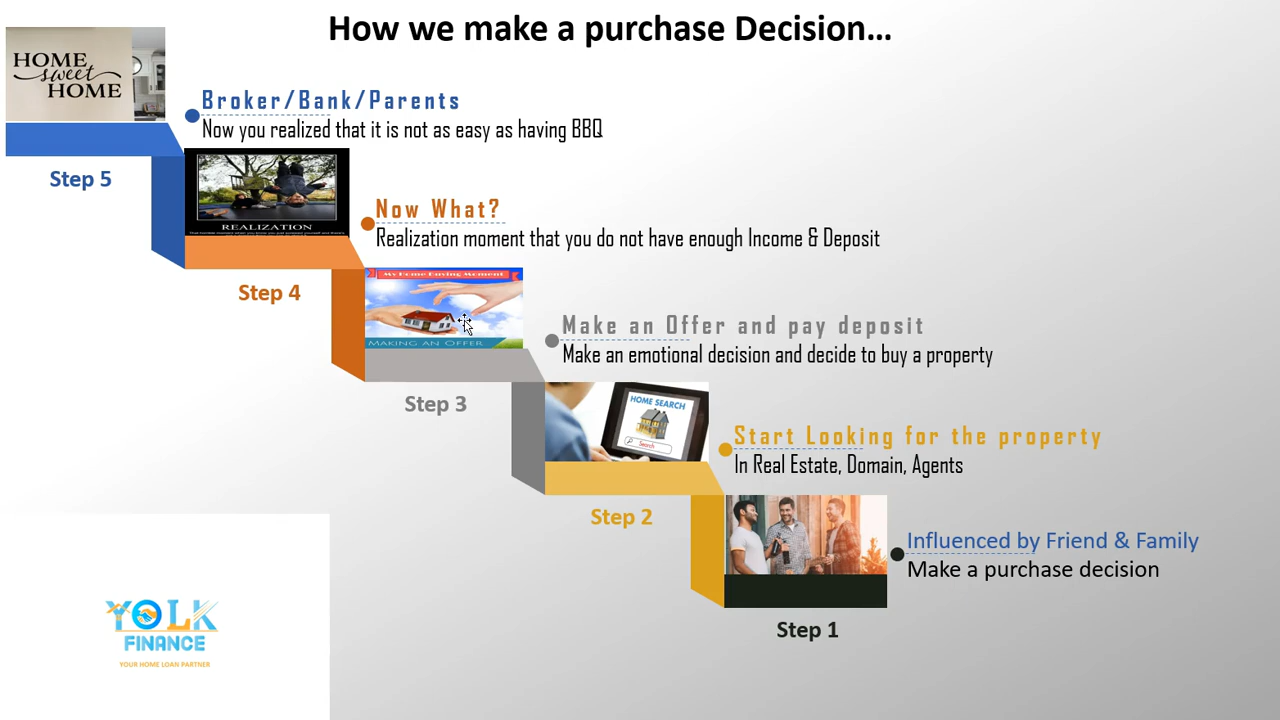 How we make a purchase Decision...
HOME
sweet
HOME
Broker/Bank/Parents
Now you realized that it is not as easy as having BBQ
Step 5
REALIZATION
Now What?
Realization moment that you do not have enough Income & Deposit
Step 4
My Home Buying Moment
MAKING AN OFFER
Make an Offer and pay deposit
Make an emotional decision and decide to buy a property
Step 3
HOME SEARCH
Search
Start Looking for the property
In Real Estate, Domain, Agents
Step 2
Influenced by Friend & Family
Make a purchase decision
Step 1
YOLK
FINANCE
YOUR HOME LOAN PARTNER